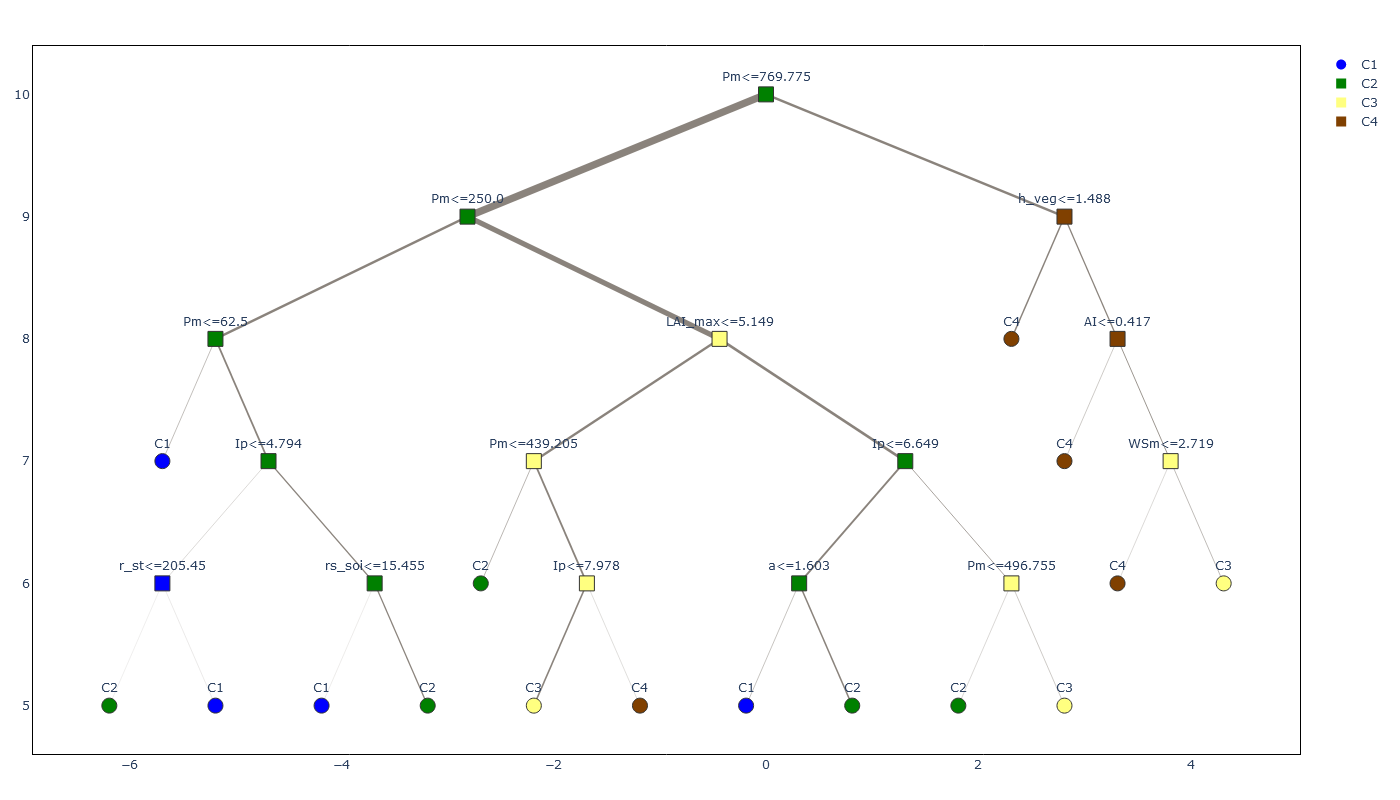 Pm<=769.775
C1
C2
C3
C4
10
Pm<=250.0
h_veg<=1.488
9
Pm<=62.5
LAI_max<=5.149
C4
AI<=0.417
8
C1
Ip<=4.794
Pm<=439.205
Ip<=6.649
C4
WSm<=2.719
7
r_st<=205.45
rs_soi<=15.455
C2
Ip<=7.978
a<=1.603
Pm<=496.755
C4
C3
6
C2
C1
C1
C2
C3
C4
C1
C2
C2
C3
5
−6
−4
−2
0
2
4